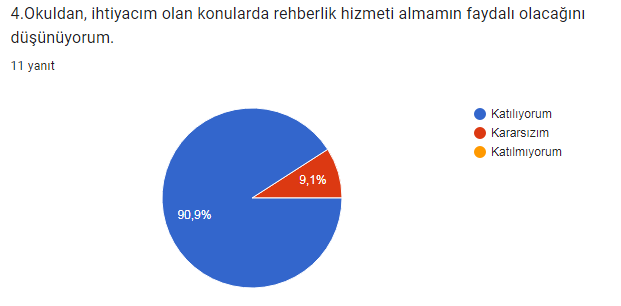 4.Okuldan, ihtiyacım olan konularda rehberlik hizmeti almamın faydalı olacağını
düşünüyorum.
11 yanıt
Katılıyorum
Kararsızım
Katılmıyorum
9,1%
90,9%